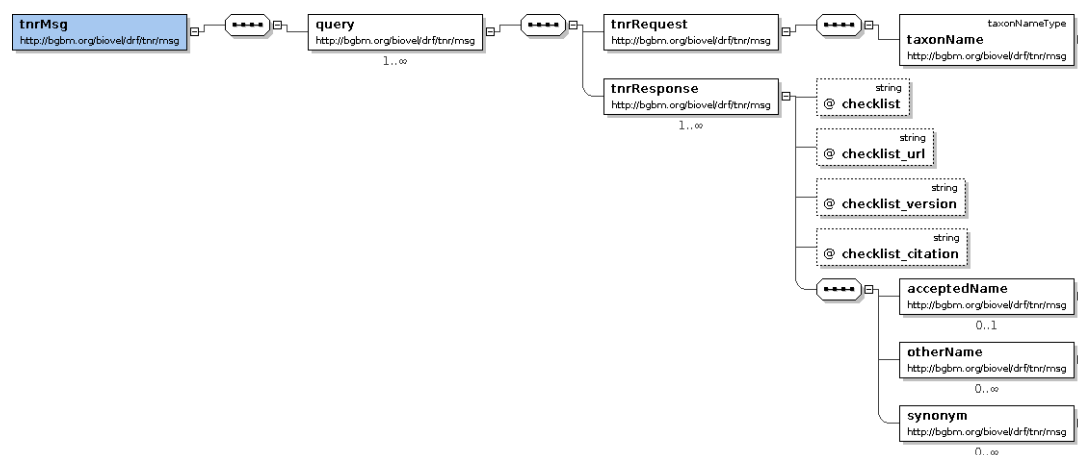 tnrMsg
http://bgbm.org/biovel/drf/tnr/msg
query
http://bgbm.org/biovel/drf/tnr/msg
1..∞
tnrRequest
http://bgbm.org/biovel/drf/tnr/msg
taxonNameType
taxonName
http://bgbm.org/biovel/drf/tnr/msg
tnrResponse
http://bgbm.org/biovel/drf/tnr/msg
1..∞
string
@ checklist
string
@ checklist_url
string
@ checklist_version
string
@ checklist_citation
acceptedName
http://bgbm.org/biovel/drf/tnr/msg
0..1
otherName
http://bgbm.org/biovel/drf/tnr/msg
0..∞
synonym
http://bgbm.org/biovel/drf/tnr/msg
0..∞